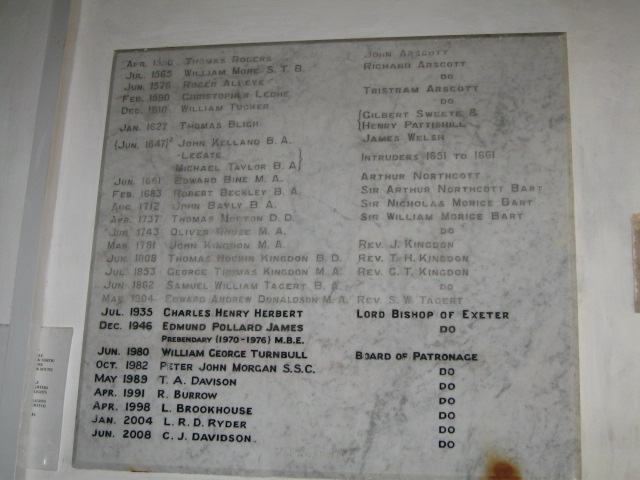 Apr. Thomas Rogers John Arscott
Jul. 1565 William More S. T. B. Richard Arscott
Jun. 1576 Roger Alleye DO
Feb. 1580 Christopher Leche Tristram Arscott
Dec. 1610 William Tucker DO
Jan. 1627 Thomas Bligh {Gilbert Sweete & Henry Pattishill
{Jun. 1647 John Kelland B. A. James Welsh
-Legate
Michael Taylor B. A} Intruders 1651 to 1661
Jun. 1661 Edward Bine M. A. Arthur Northcott
Feb. 1683 Robert Beckley B. A. Sir Arthur Northcott Bart
Aug. 1712 John Bayly B. A. Sir Nicholas Morice Bart
Apr. 1737 Thomas D. D. Sir William Morice Bart
Jun. 1743 Oliver Rouse M. A. DO
Mar. 1781 John Kingdon M. A. Rev. J. Kingdon
Jun. 1808 Thomas Hockin Kingdon B. D. Rev. T. H. Kingdon
Jul. 1853 George Thomas Kingdon M. A. Rev. G. T. Kingdon
Jun. 1862 Samuel William Tagert B. A. DO
May. 1904 Edward Andrew Donaldson M. A. Rev. S. W. Tagert
Jul. 1935 Charles Henry Herbert Lord Bishop of Exeter
Dec. 1946 Edmund Pollard James DO
Prebendary (1970-1976) M.B.E.
Jun. 1980 William George Turnbull Board of Patronage
Oct. 1982 Peter John Morgan S.S.C. DO
May 1989 T. A. Davison DO
Apr. 1991 R. Burrow DO
Apr. 1998 L. Brookhouse DO
Jan. 2004 L. R. D. Ryder DO
Jun. 2008 C. J. Davidson DO